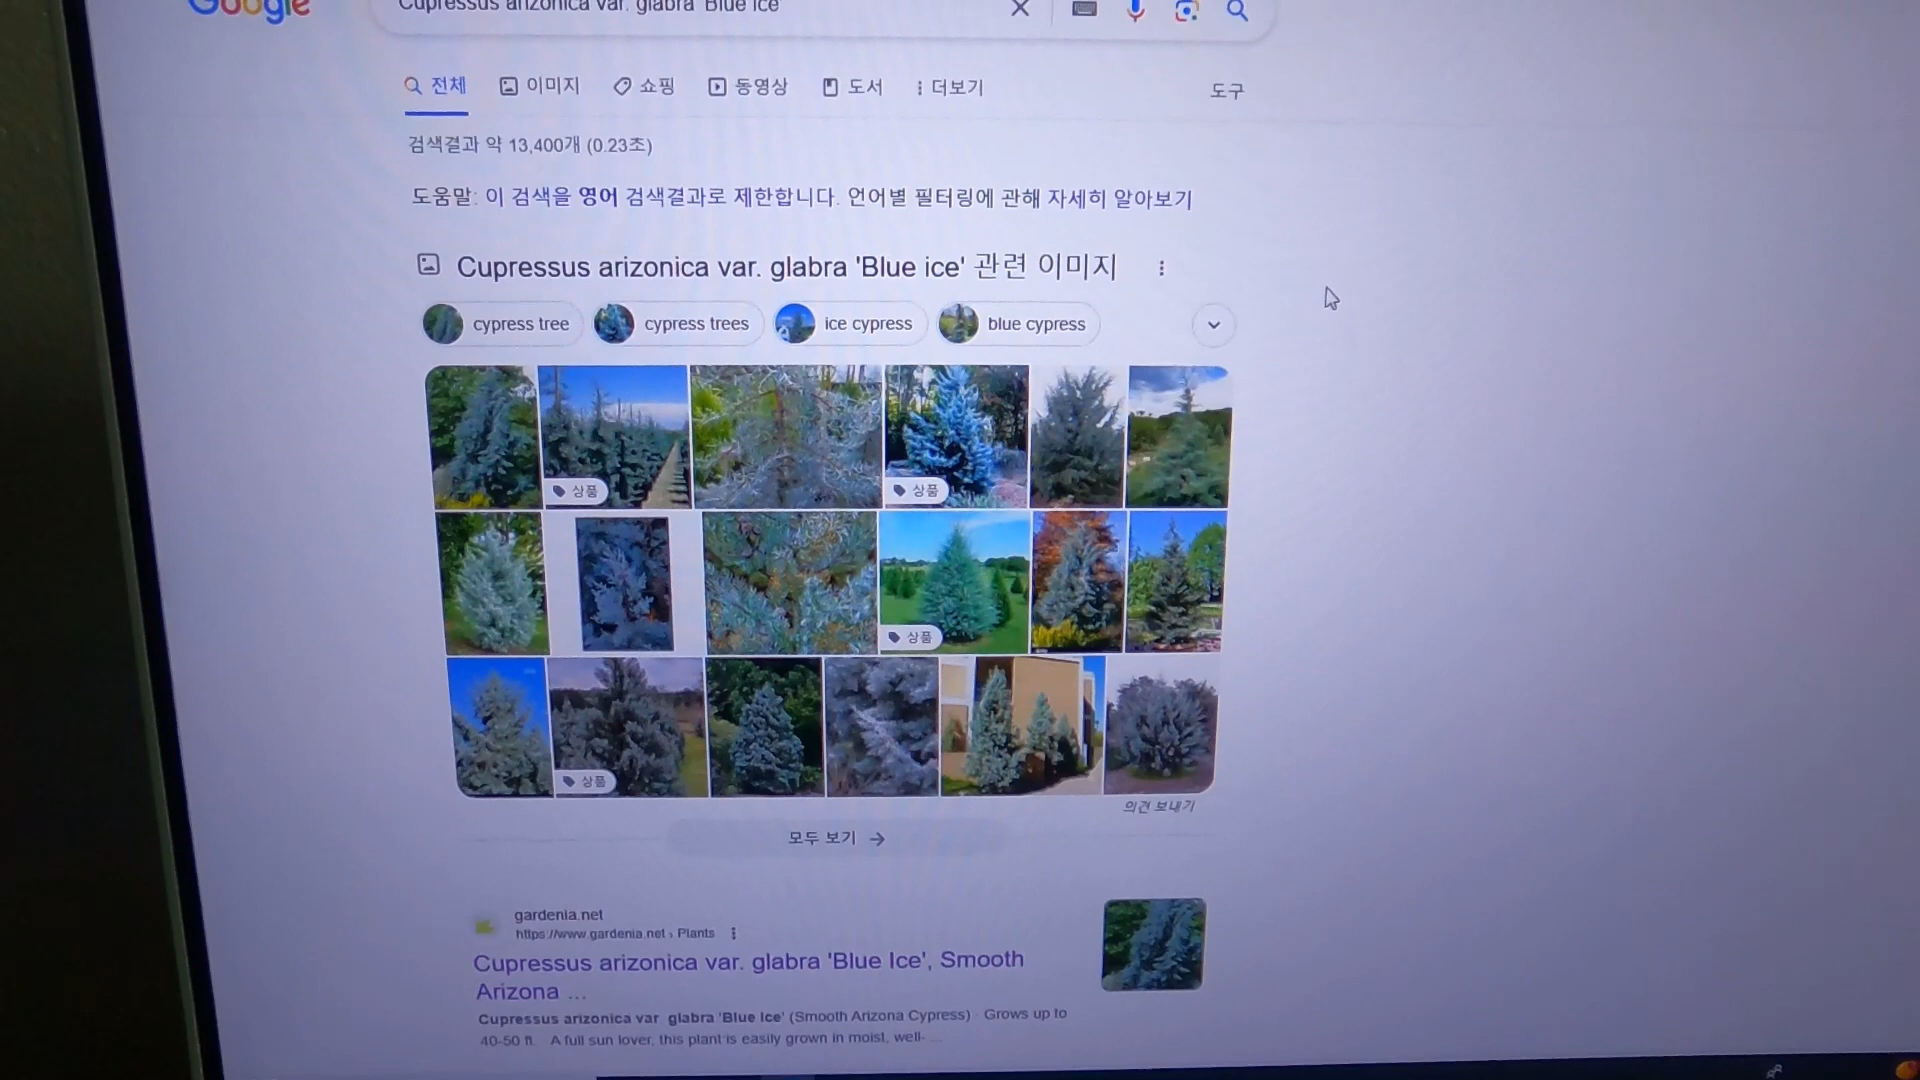 Google
Cupressus arizonica var. glabra 'Blue ice'
전체 이미지 쇼핑 동영상 도서 더보기 도구
검색결과 약 13,400개 (0.23초)
도움말: 이 검색을 영어 검색결과로 제한합니다. 언어별 필터링에 관해 자세히 알아보기
Cupressus arizonica var. glabra 'Blue ice' 관련 이미지
cypress tree cypress trees ice cypress blue cypress
상품 상품
상품
상품
의견 보내기
모두 보기 →
gardenia.net
https://www.gardenia.net › Plants
Cupressus arizonica var. glabra 'Blue Ice', Smooth
Arizona ...
Cupressus arizonica var glabra 'Blue Ice' (Smooth Arizona Cypress) Grows up to
40-50 ft. A full sun lover, this plant is easily grown in moist, well- ...